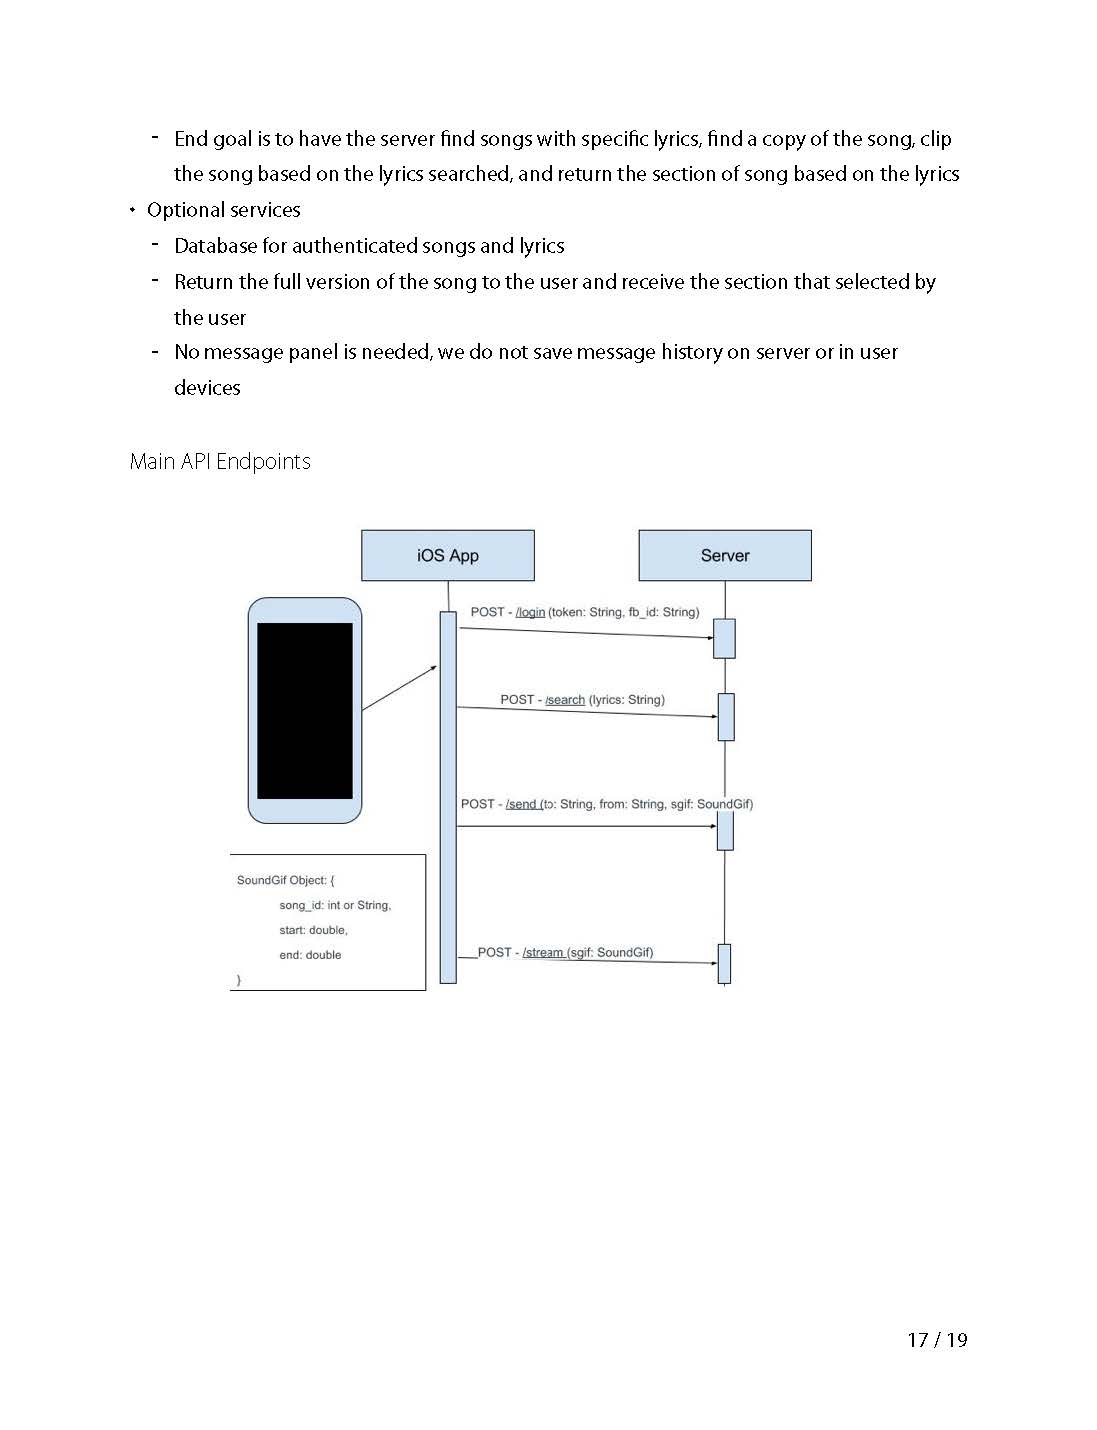 - End goal is to have the server find songs with specific lyrics, find a copy of the song, clip
the song based on the lyrics searched, and return the section of song based on the lyrics
• Optional services
- Database for authenticated songs and lyrics
- Return the full version of the song to the user and receive the section that selected by
the user
- No message panel is needed, we do not save message history on server or in user
devices
Main API Endpoints
iOS App
Server
POST - /login (token: String, fb_id: String)
POST - /search (lyrics: String)
POST - /send (to: String, from: String, sgif: SoundGif)
SoundGif Object: {
song_id: int or String,
start: double,
end: double
}
POST - /stream (sgif: SoundGif)
17 / 19